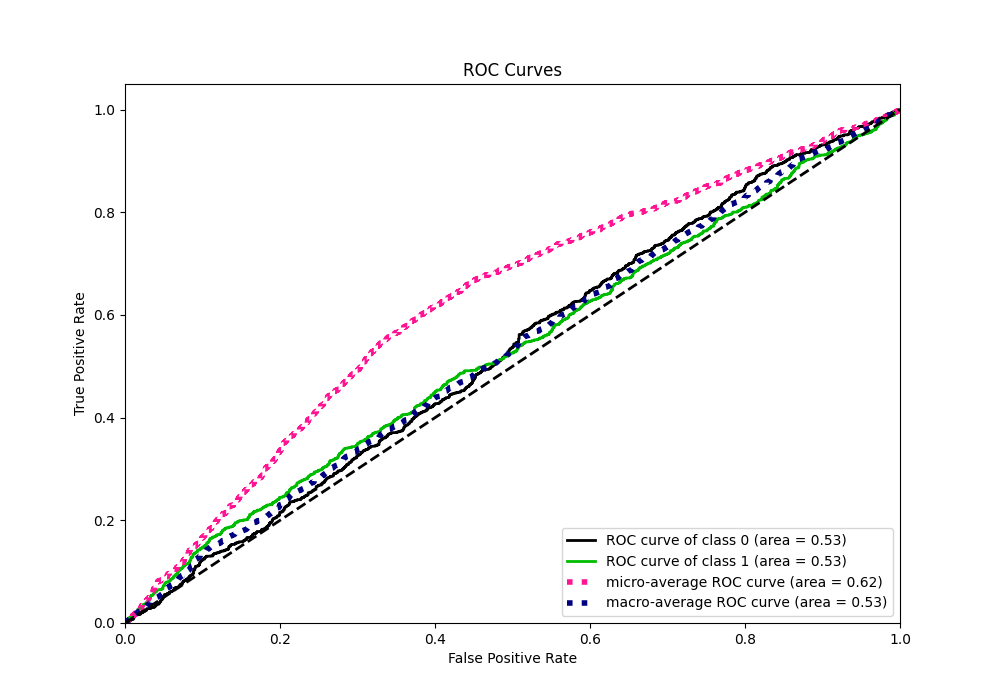 ROC Curves
True Positive Rate
1.0
0.8
0.6
0.4
0.2
0.0
ROC curve of class 0 (area = 0.53)
ROC curve of class 1 (area = 0.53)
micro-average ROC curve (area = 0.62)
macro-average ROC curve (area = 0.53)
0.0 0.2 0.4 0.6 0.8 1.0
False Positive Rate